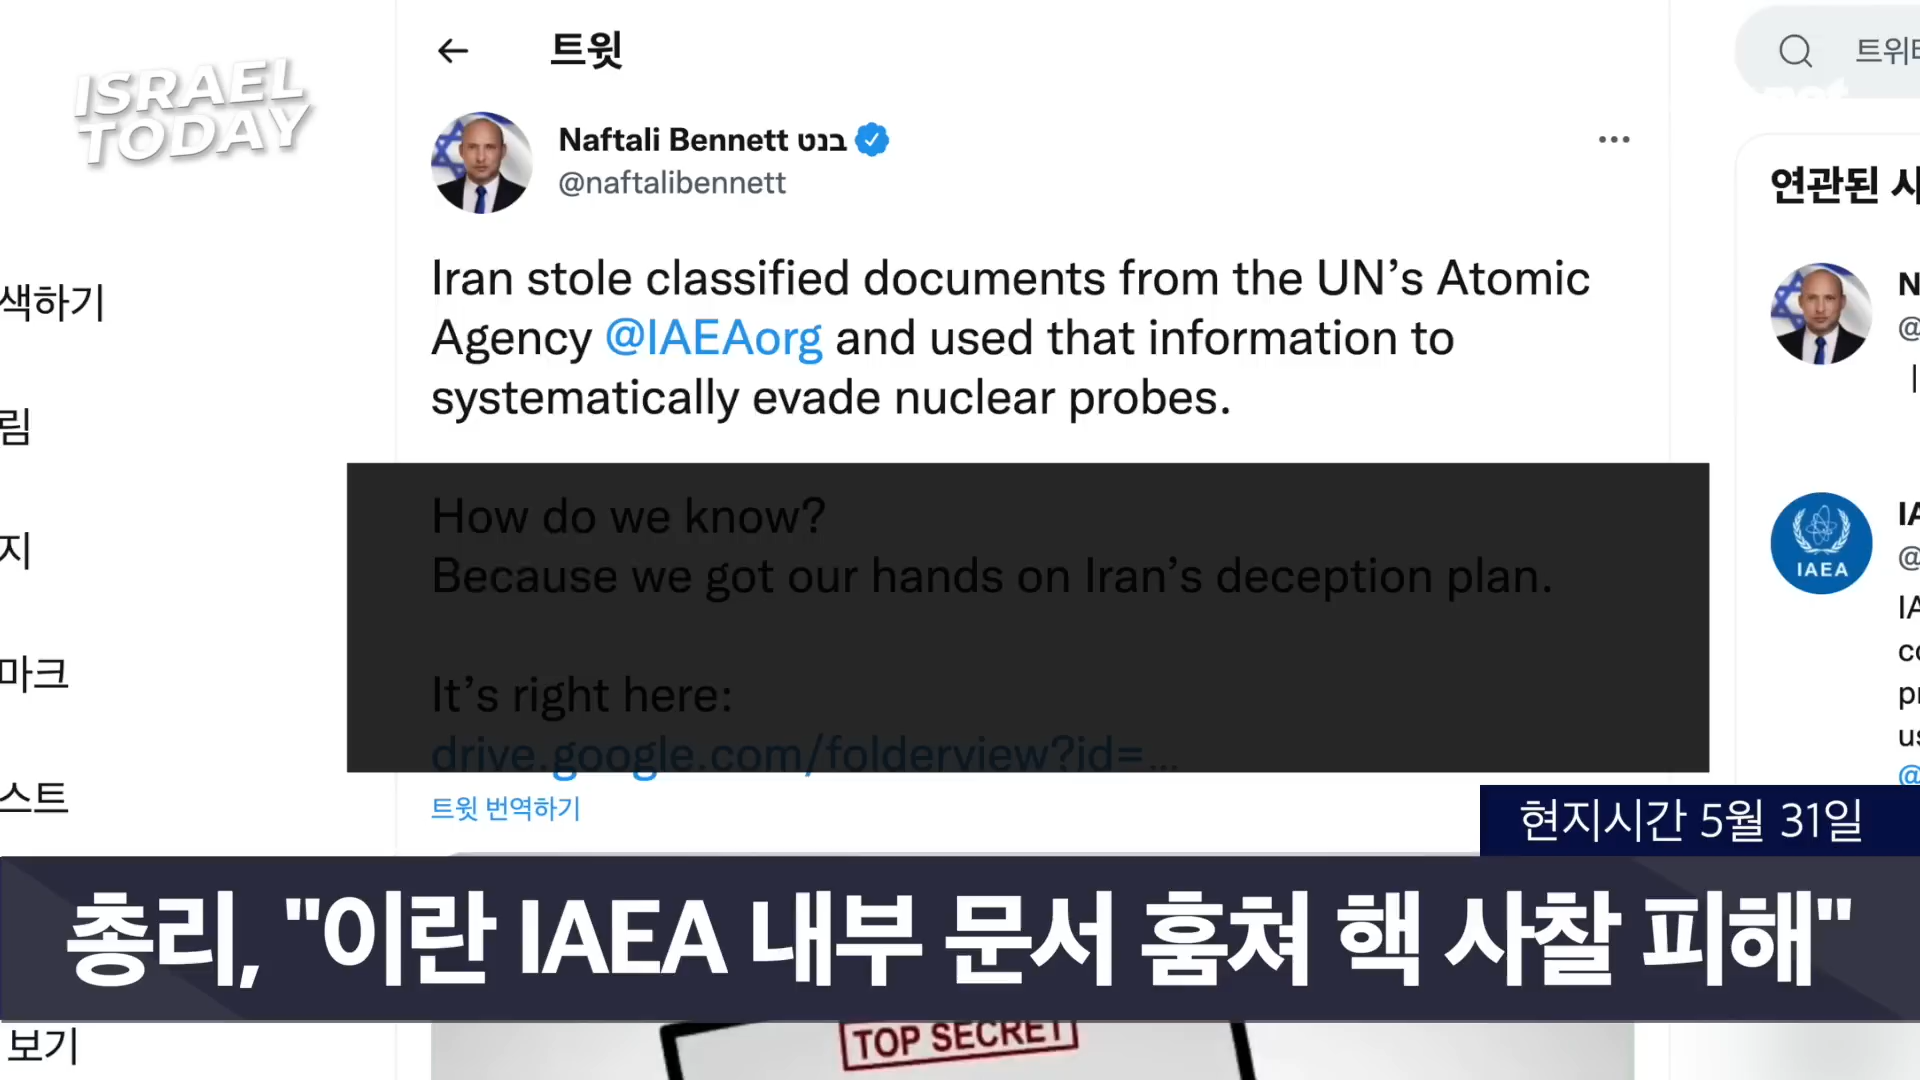 ISRAEL
TODAY
트윗
Naftali Bennett בנט
@naftalibennett
Iran stole classified documents from the UN’s Atomic
Agency @IAEAorg and used that information to
systematically evade nuclear probes.
How do we know?
Because we got our hands on Iran’s deception plan.
It’s right here:
drive.google.com/folderview?id=…
트윗 번역하기
색하기
림
지
마크
스트
보기
연관된
IAEA
현지시간 5월 31일
총리, "이란 IAEA 내부 문서 훔쳐 핵 사찰 피해"
TOP SECRET